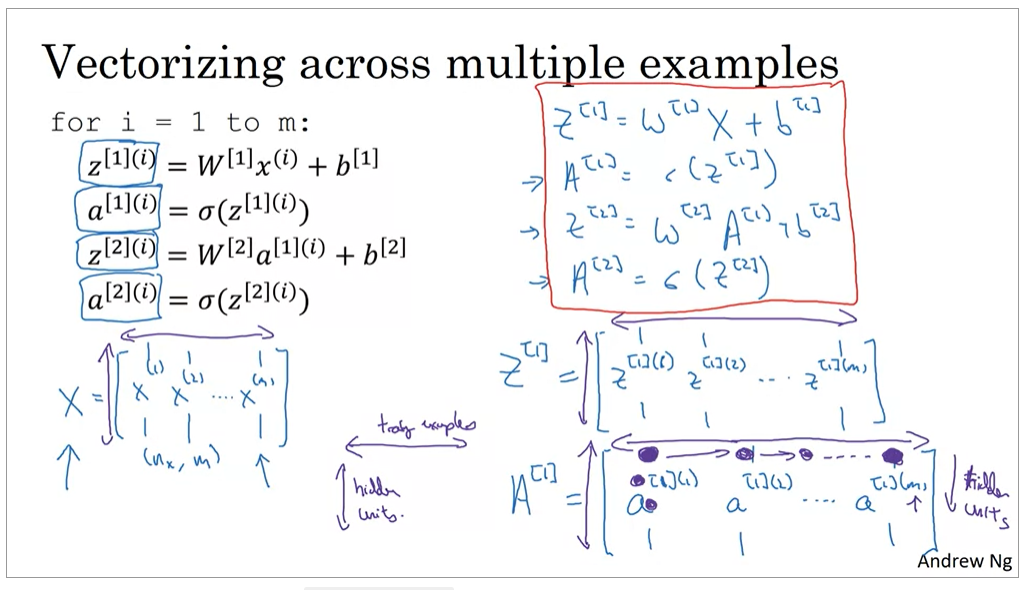 Vectorizing across multiple examples
for i = 1 to m:
z[1](i) = W[1]x(i) + b[1]
a[1](i) = σ(z[1](i))
z[2](i) = W[2]a[1](i) + b[2]
a[2](i) = σ(z[2](i))
Z[1] = W[1] X + b[1]
A[1] = σ(Z[1])
Z[2] = W[2] A[1] + b[2]
A[2] = σ(Z[2])
X = [x(1) x(2) .... x(m)]
(nx, m)
training examples
hidden units.
Z[1] = [z[1](1) z[1](2) ... z[1](m)]
A[1] = [a[1](1) a[1](2) .... a[1](m)]
hidden units
Andrew Ng